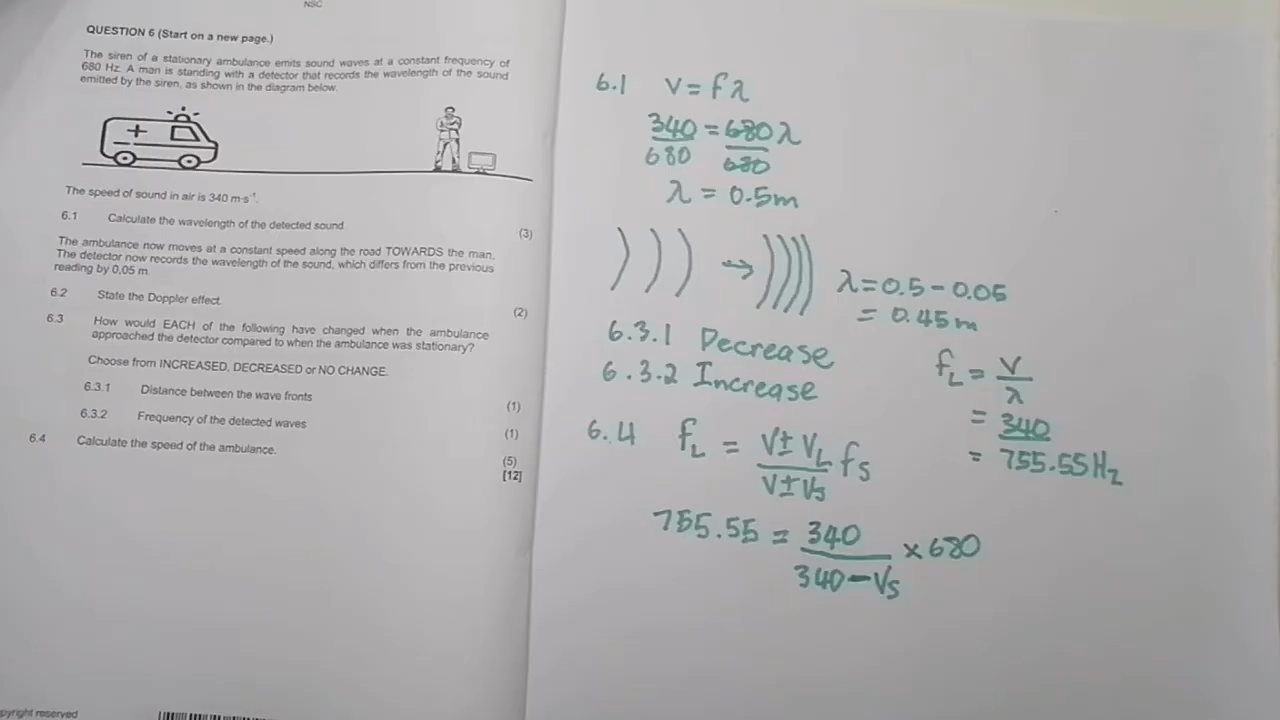 NSC
QUESTION 6 (Start on a new page.)
The siren of a stationary ambulance emits sound waves at a constant frequency of
680 Hz. A man is standing with a detector that records the wavelength of the sound
emitted by the siren, as shown in the diagram below.
The speed of sound in air is 340 m·s⁻¹.
6.1 Calculate the wavelength of the detected sound. (3)
The ambulance now moves at a constant speed along the road TOWARDS the man.
The detector now records the wavelength of the sound, which differs from the previous
reading by 0,05 m.
6.2 State the Doppler effect. (2)
6.3 How would EACH of the following have changed when the ambulance
approached the detector compared to when the ambulance was stationary?
Choose from INCREASED, DECREASED or NO CHANGE.
6.3.1 Distance between the wave fronts (1)
6.3.2 Frequency of the detected waves (1)
6.4 Calculate the speed of the ambulance. (5)
[12]
pyright reserved
6.1 v = fλ
340/680 = 680λ/680
λ = 0.5m
λ = 0.5 - 0.05
= 0.45m
6.3.1 Decrease
6.3.2 Increase
fL = V/λ
= 340
= 755.55Hz
6.4 fL = V ± VL / V ± Vs fs
755.55 = 340 / 340 - Vs × 680